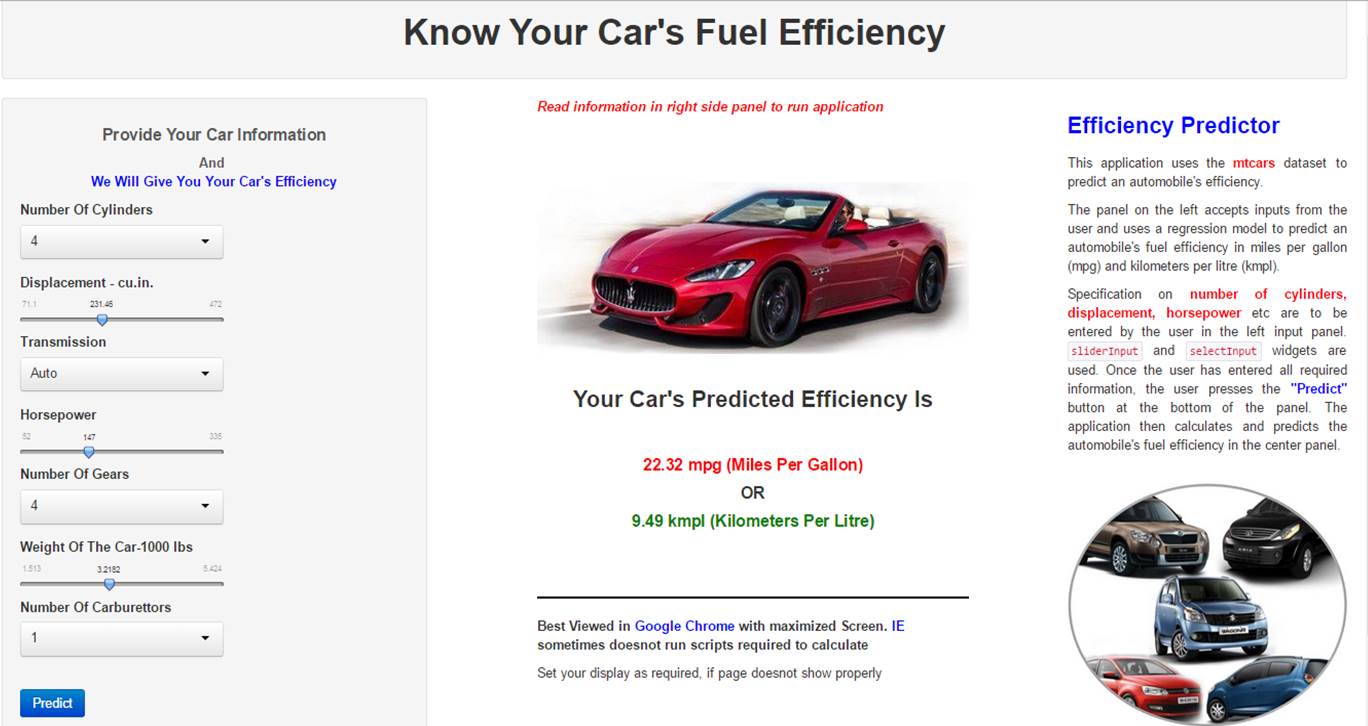 Know Your Car's Fuel Efficiency
Provide Your Car Information
And
We Will Give You Your Car's Efficiency
Number Of Cylinders
4
Displacement - cu.in.
71.1 231.46 472
Transmission
Auto
Horsepower
52 147 335
Number Of Gears
4
Weight Of The Car-1000 lbs
1.513 3.2182 5.424
Number Of Carburettors
1
Predict
Read information in right side panel to run application
Your Car's Predicted Efficiency Is
22.32 mpg (Miles Per Gallon)
OR
9.49 kmpl (Kilometers Per Litre)
Best Viewed in Google Chrome with maximized Screen. IE
sometimes doesnot run scripts required to calculate
Set your display as required, if page doesnot show properly
Efficiency Predictor
This application uses the mtcars dataset to
predict an automobile's efficiency.
The panel on the left accepts inputs from the
user and uses a regression model to predict an
automobile's fuel efficiency in miles per gallon
(mpg) and kilometers per litre (kmpl).
Specification on number of cylinders,
displacement, horsepower etc are to be
entered by the user in the left input panel.
sliderInput and selectInput widgets are
used. Once the user has entered all required
information, the user presses the "Predict"
button at the bottom of the panel. The
application then calculates and predicts the
automobile's fuel efficiency in the center panel.
WAGONR